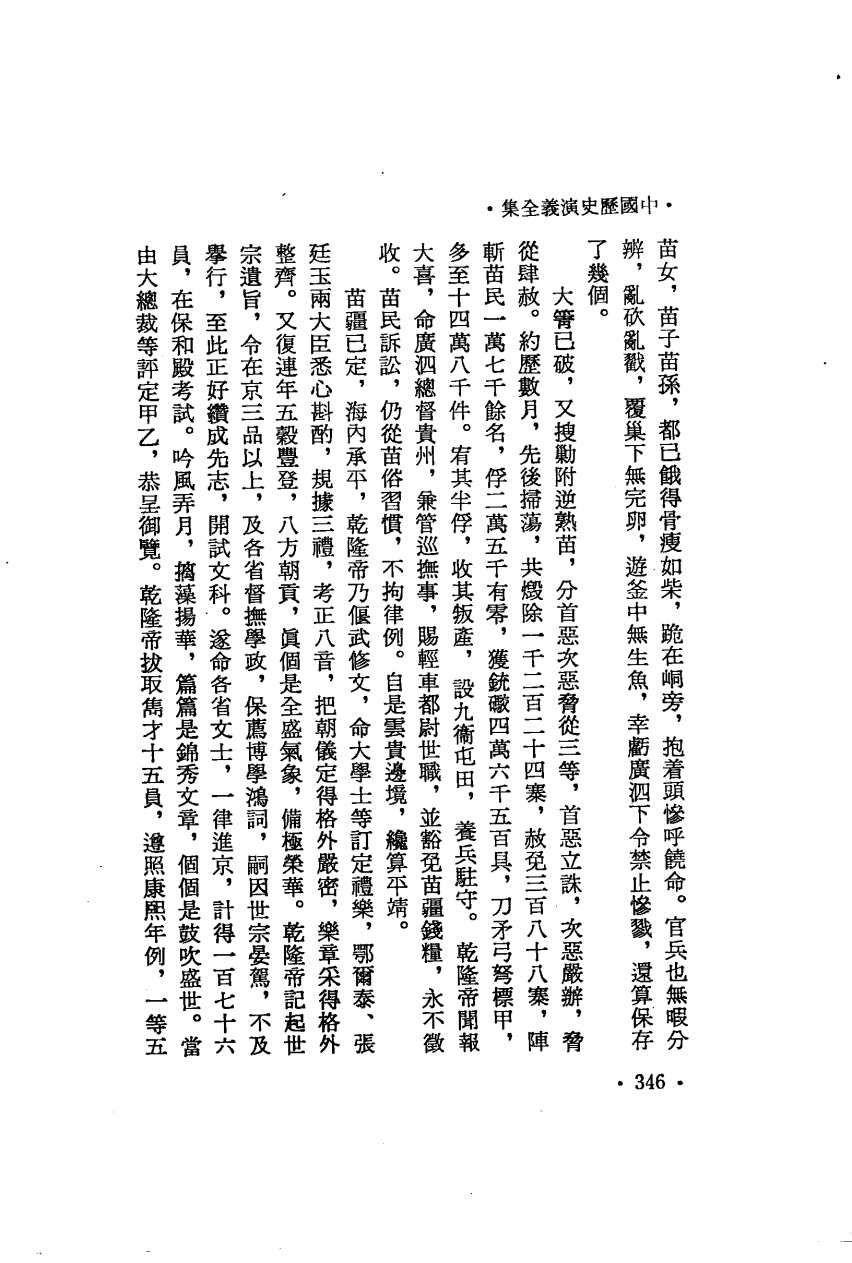 •中國歷史演義全集•
苗女，苗子苗孫，都已餓得骨瘦如柴，跪在峒旁，抱着頭慘呼饒命。官兵也無暇分
辨，亂砍亂戳，覆巢下無完卵，遊釜中無生魚，幸虧廣泗下令禁止慘戮，還算保存
了幾個。
大箐已破，又搜勦附逆熟苗，分首惡次惡脅從三等，首惡立誅，次惡嚴辦，脅
從肆赦。約歷數月，先後掃蕩，共燬除一千二百二十四寨，赦免三百八十八寨，陣
斬苗民一萬七千餘名，俘二萬五千有零，獲銃礮四萬六千五百具，刀矛弓弩標甲，
多至十四萬八千件。宥其半俘，收其叛產，設九衞屯田，養兵駐守。乾隆帝聞報
大喜，命廣泗總督貴州，兼管巡撫事，賜輕車都尉世職，並豁免苗疆錢糧，永不徵
收。苗民訴訟，仍從苗俗習慣，不拘律例。自是雲貴邊境，纔算平靖。
苗疆已定，海內承平，乾隆帝乃偃武修文，命大學士等訂定禮樂，鄂爾泰、張
廷玉兩大臣悉心斟酌，規據三禮，考正八音，把朝儀定得格外嚴密，樂章采得格外
整齊。又復連年五穀豐登，八方朝貢，眞個是全盛氣象，備極榮華。乾隆帝記起世
宗遺旨，令在京三品以上，及各省督撫學政，保薦博學鴻詞，嗣因世宗晏駕，不及
舉行，至此正好纘成先志，開試文科。遂命各省文士，一律進京，計得一百七十六
員，在保和殿考試。吟風弄月，摛藻揚華，篇篇是錦秀文章，個個是鼓吹盛世。當
由大總裁等評定甲乙，恭呈御覽。乾隆帝拔取雋才十五員，遵照康熙年例，一等五
•346•